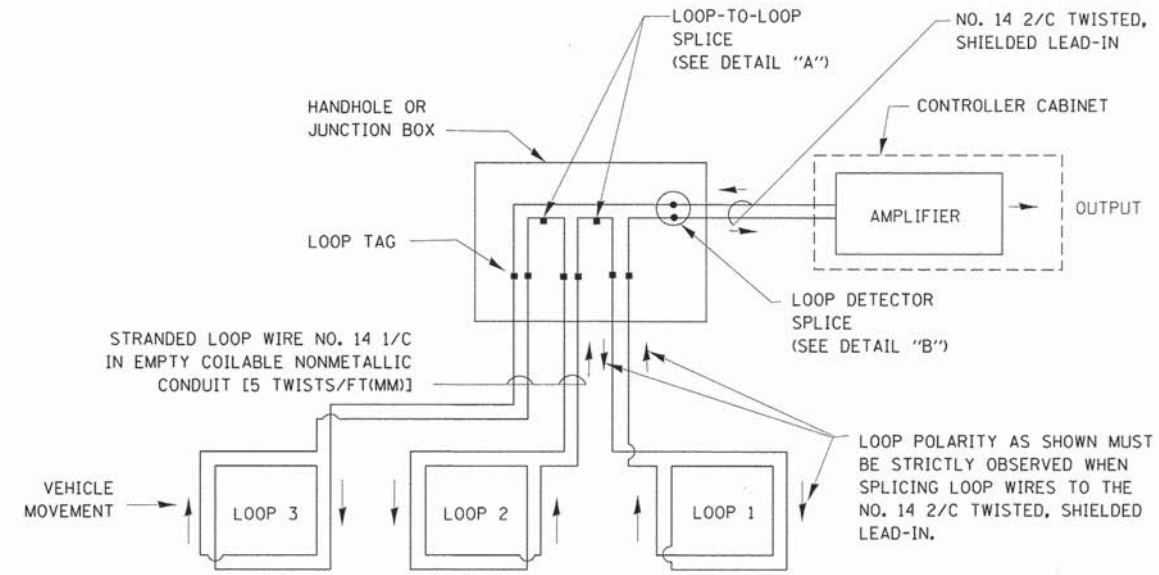 LOOP-TO-LOOP
SPLICE
(SEE DETAIL "A")
NO. 14 2/C TWISTED,
SHIELDED LEAD-IN
HANDHOLE OR
JUNCTION BOX
CONTROLLER CABINET
AMPLIFIER
OUTPUT
LOOP TAG
LOOP DETECTOR
SPLICE
(SEE DETAIL "B")
STRANDED LOOP WIRE NO. 14 1/C
IN EMPTY COILABLE NONMETALLIC
CONDUIT [5 TWISTS/FT(MM)]
LOOP POLARITY AS SHOWN MUST
BE STRICTLY OBSERVED WHEN
SPLICING LOOP WIRES TO THE
NO. 14 2/C TWISTED, SHIELDED
LEAD-IN.
VEHICLE
MOVEMENT
LOOP 3
LOOP 2
LOOP 1